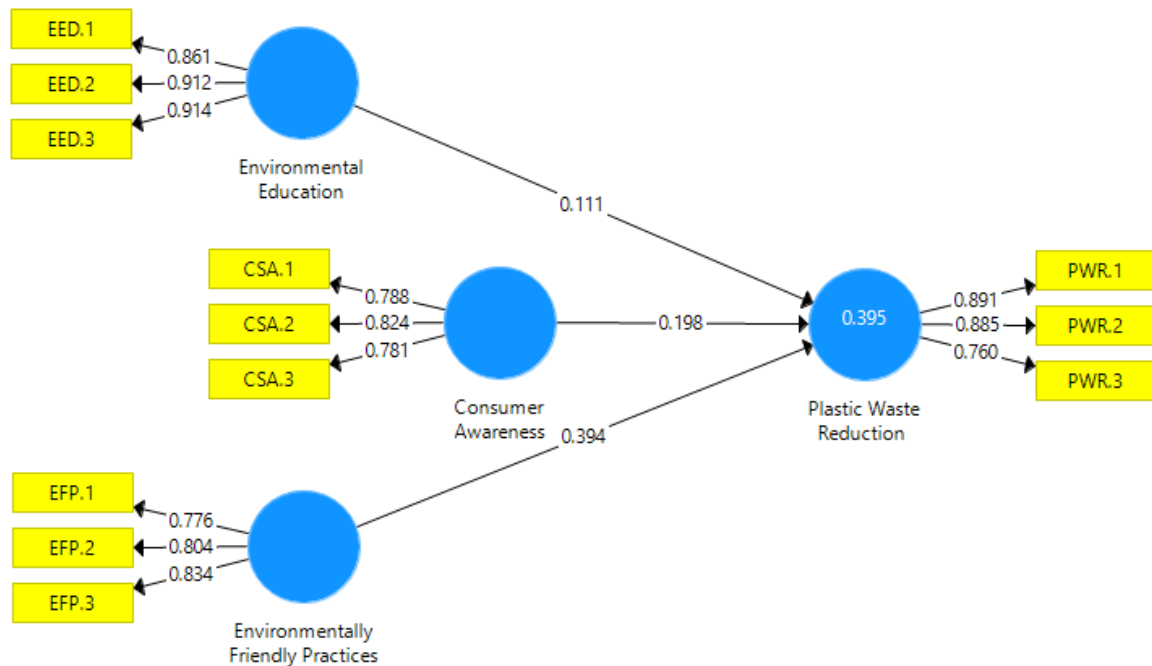 EED.1
0.861
EED.2
0.912
0.914
EED.3
Environmental
Education
0.111
CSA.1
0.788
CSA.2
0.824
0.781
CSA.3
Consumer
Awareness
0.198
0.395
PWR.1
0.891
PWR.2
0.885
0.760
PWR.3
Plastic Waste
Reduction
0.394
EFP.1
0.776
EFP.2
0.804
0.834
EFP.3
Environmentally
Friendly Practices